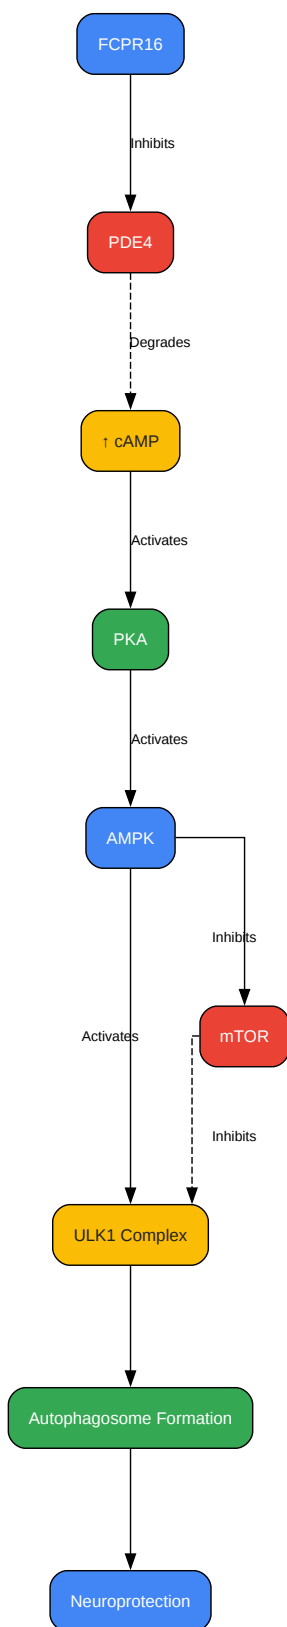 FCPR16
Inhibits
PDE4
Degrades
↑ cAMP
Activates
PKA
Activates
AMPK
Inhibits
Activates
mTOR
Inhibits
ULK1 Complex
Autophagosome Formation
Neuroprotection